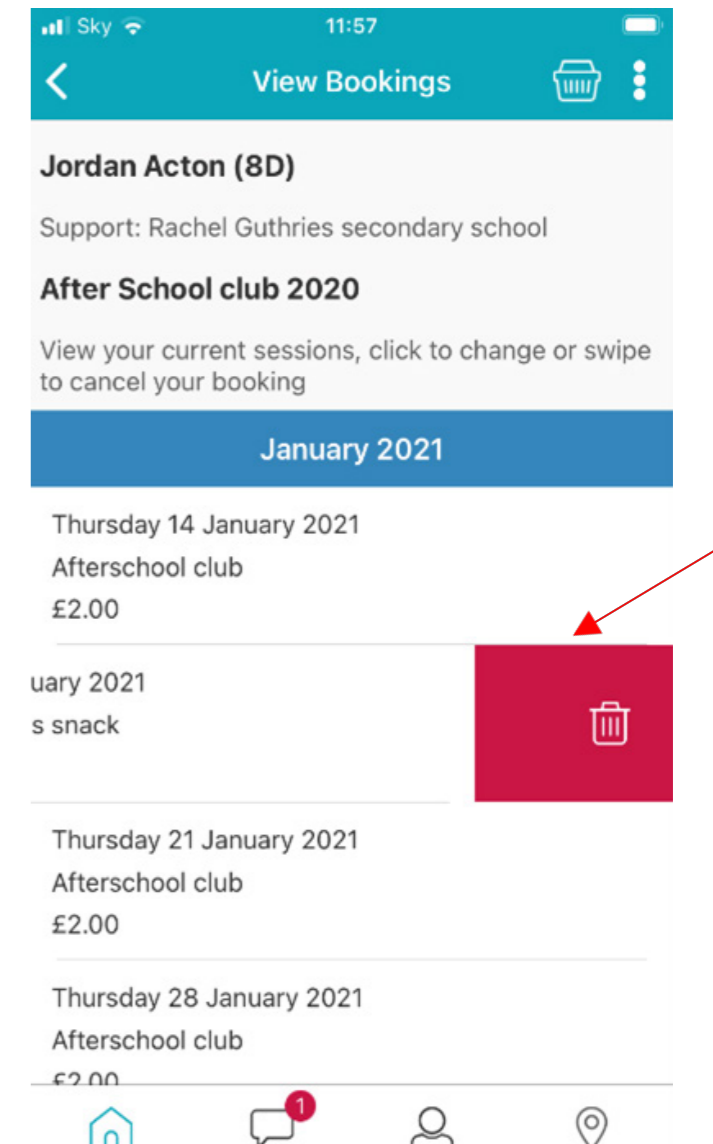 Sky 11:57
View Bookings
Jordan Acton (8D)
Support: Rachel Guthries secondary school
After School club 2020
View your current sessions, click to change or swipe
to cancel your booking
January 2021
Thursday 14 January 2021
Afterschool club
£2.00
uary 2021
s snack
Thursday 21 January 2021
Afterschool club
£2.00
Thursday 28 January 2021
Afterschool club
£2.00
1